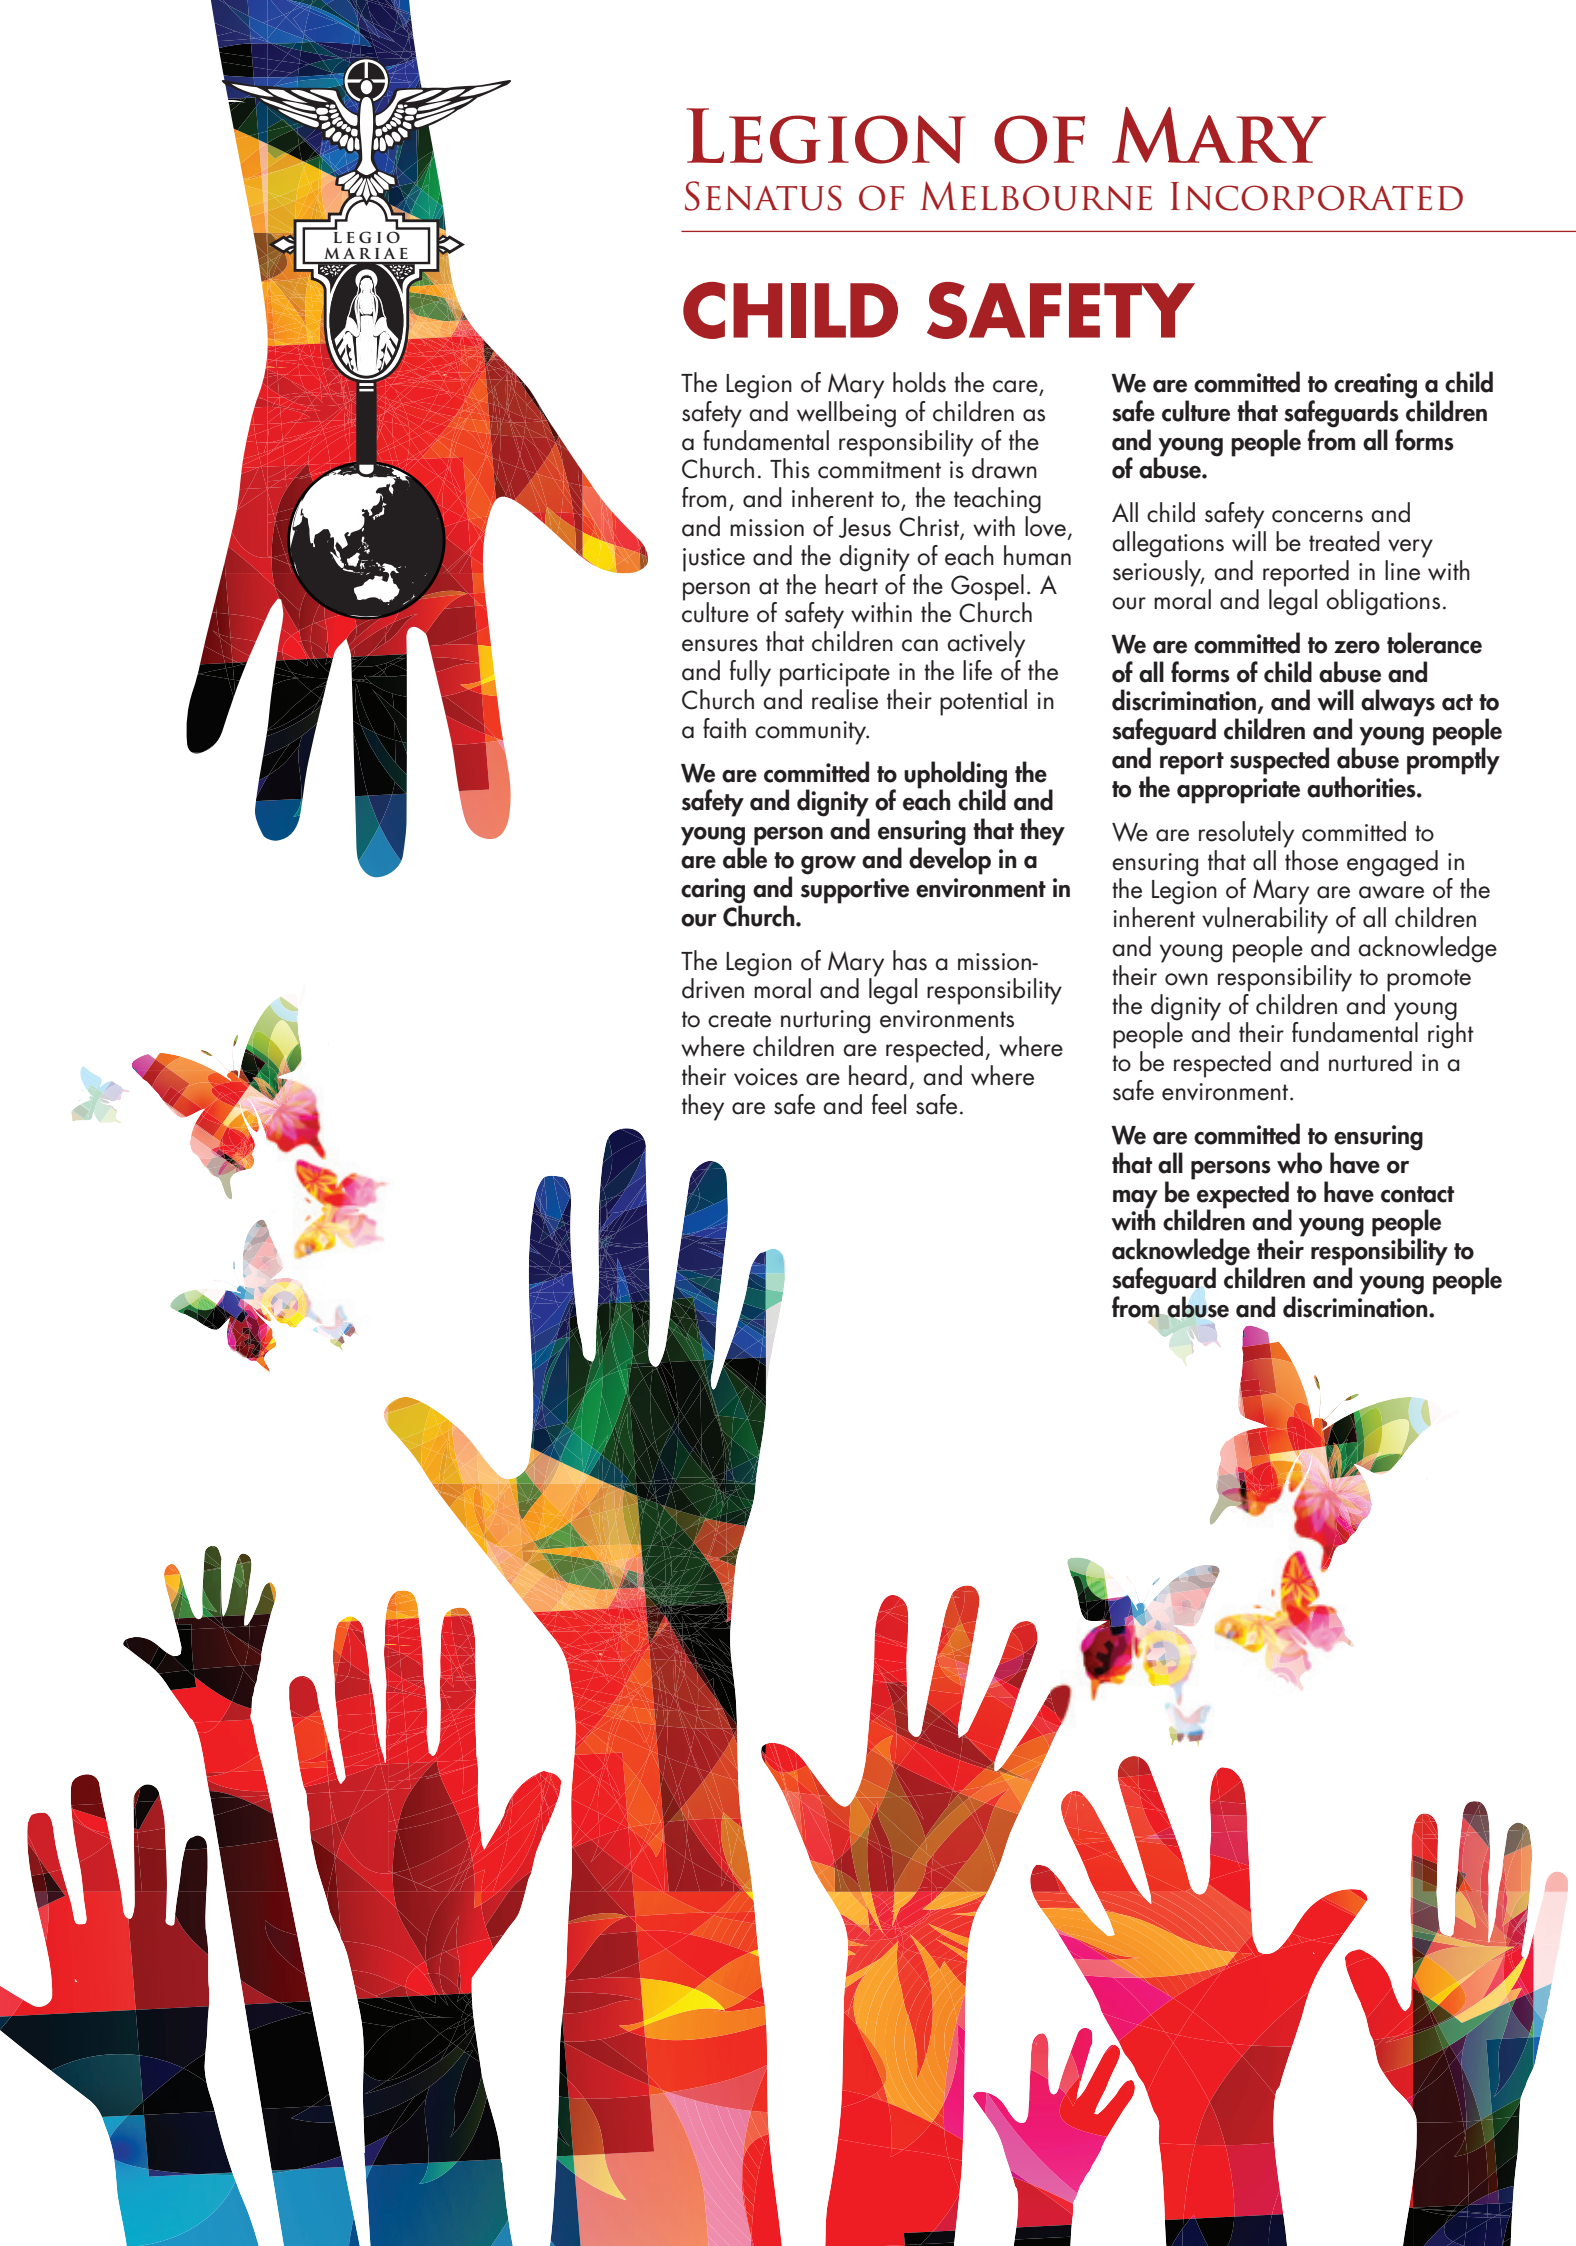 LEGIO
MARIAE
LEGION OF MARY
SENATUS OF MELBOURNE INCORPORATED
CHILD SAFETY
The Legion of Mary holds the care,
safety and wellbeing of children as
a fundamental responsibility of the
Church. This commitment is drawn
from, and inherent to, the teaching
and mission of Jesus Christ, with love,
justice and the dignity of each human
person at the heart of the Gospel. A
culture of safety within the Church
ensures that children can actively
and fully participate in the life of the
Church and realise their potential in
a faith community.
We are committed to upholding the
safety and dignity of each child and
young person and ensuring that they
are able to grow and develop in a
caring and supportive environment in
our Church.
The Legion of Mary has a mission-
driven moral and legal responsibility
to create nurturing environments
where children are respected, where
their voices are heard, and where
they are safe and feel safe.
We are committed to creating a child
safe culture that safeguards children
and young people from all forms
of abuse.
All child safety concerns and
allegations will be treated very
seriously, and reported in line with
our moral and legal obligations.
We are committed to zero tolerance
of all forms of child abuse and
discrimination, and will always act to
safeguard children and young people
and report suspected abuse promptly
to the appropriate authorities.
We are resolutely committed to
ensuring that all those engaged in
the Legion of Mary are aware of the
inherent vulnerability of all children
and young people and acknowledge
their own responsibility to promote
the dignity of children and young
people and their fundamental right
to be respected and nurtured in a
safe environment.
We are committed to ensuring
that all persons who have or
may be expected to have contact
with children and young people
acknowledge their responsibility to
safeguard children and young people
from abuse and discrimination.